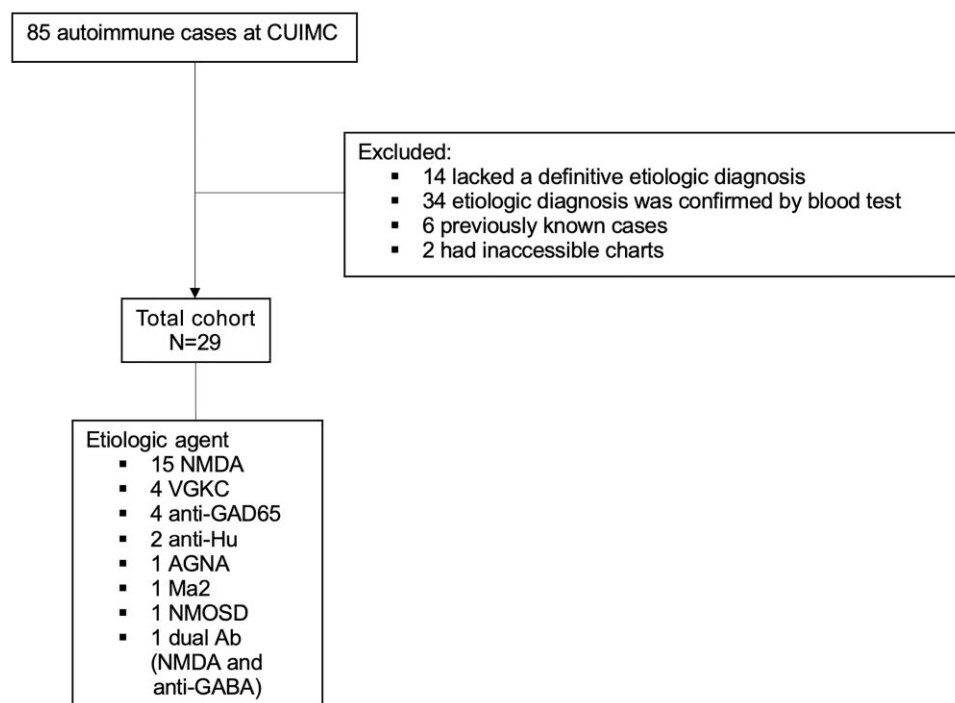 85 autoimmune cases at CUIMC
Excluded:
▪ 14 lacked a definitive etiologic diagnosis
▪ 34 etiologic diagnosis was confirmed by blood test
▪ 6 previously known cases
▪ 2 had inaccessible charts
Total cohort
N=29
Etiologic agent
▪ 15 NMDA
▪ 4 VGKC
▪ 4 anti-GAD65
▪ 2 anti-Hu
▪ 1 AGNA
▪ 1 Ma2
▪ 1 NMOSD
▪ 1 dual Ab
(NMDA and
anti-GABA)